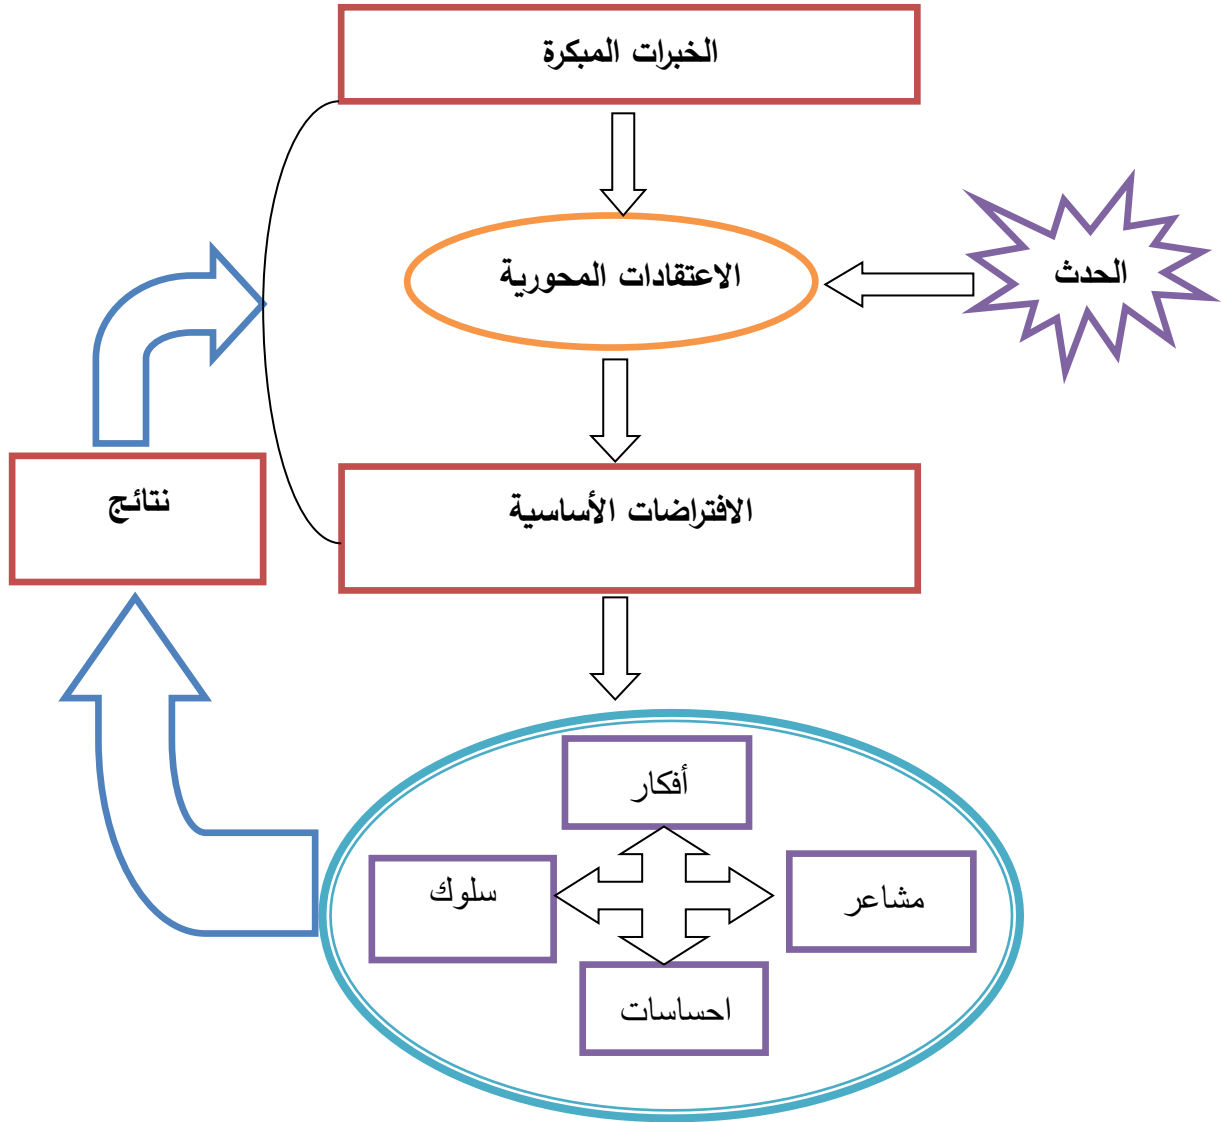 الخبرات المبكرة
الاعتقادات المحورية
الحدث
نتائج
الافتراضات الأساسية
أفكار
مشاعر
سلوك
احساسات